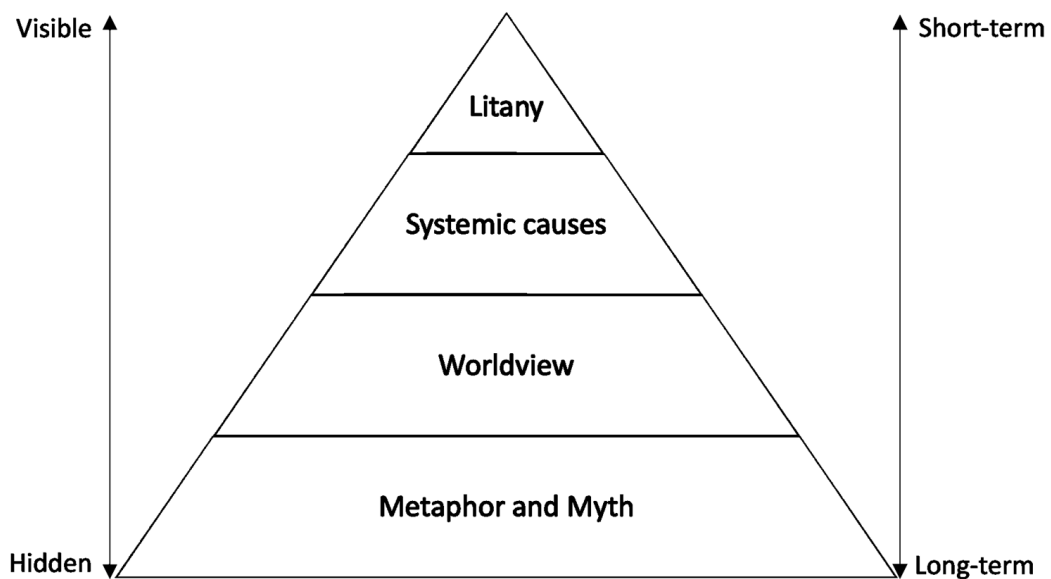 Visible
Short-term
Litany
Systemic causes
Worldview
Metaphor and Myth
Hidden
Long-term